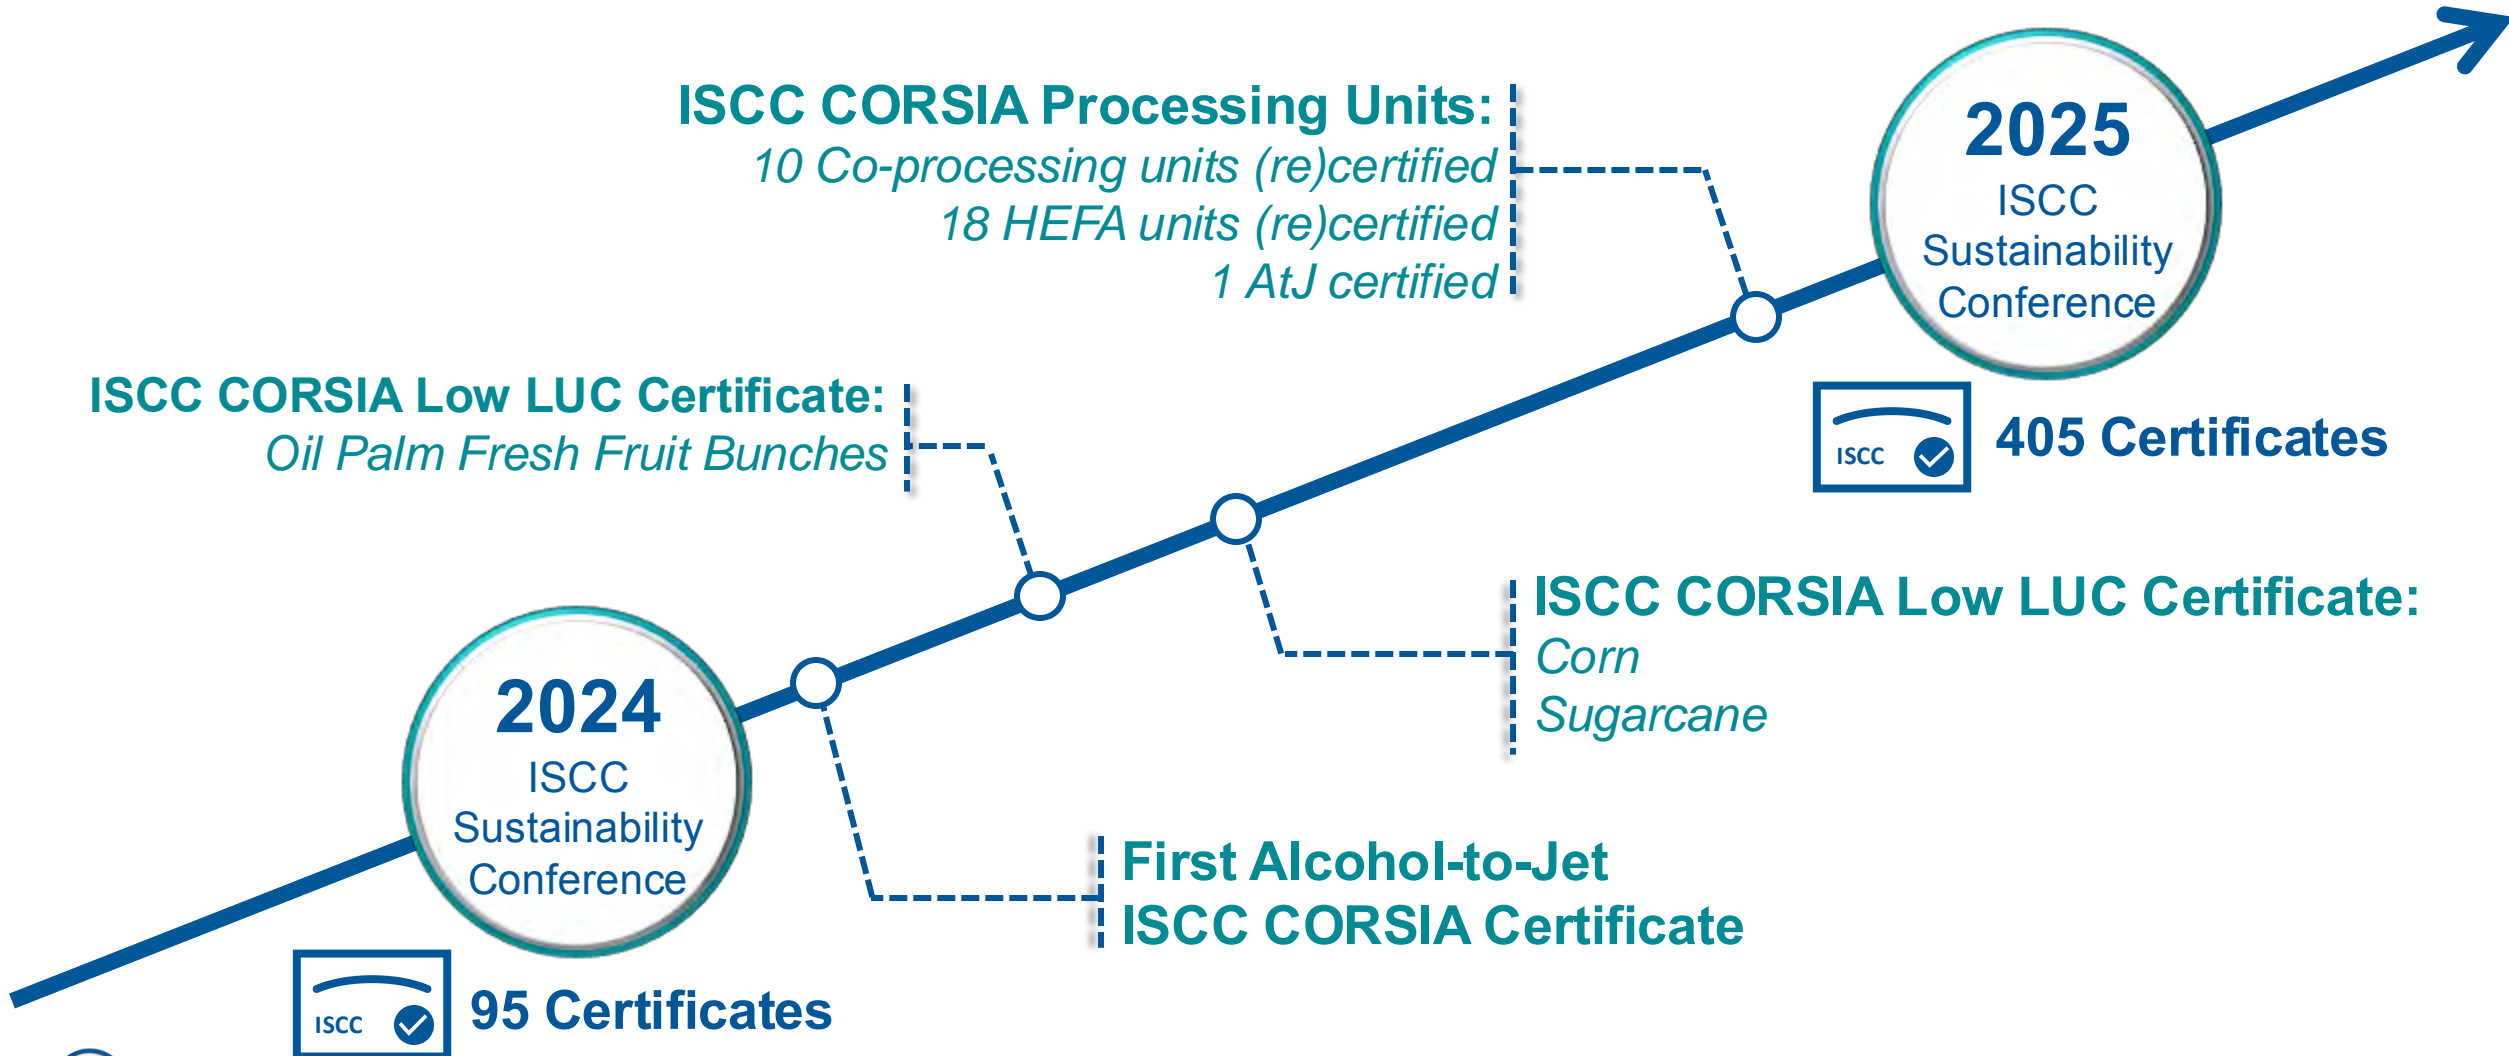 2025
ISCC
Sustainability
Conference
ISCC CORSIA Processing Units:
10 Co-processing units (re)certified
18 HEFA units (re)certified
1 AtJ certified
ISCC CORSIA Low LUC Certificate:
Oil Palm Fresh Fruit Bunches
ISCC
405 Certificates
ISCC CORSIA Low LUC Certificate:
Corn
Sugarcane
2024
ISCC
Sustainability
Conference
First Alcohol-to-Jet
ISCC CORSIA Certificate
ISCC
95 Certificates